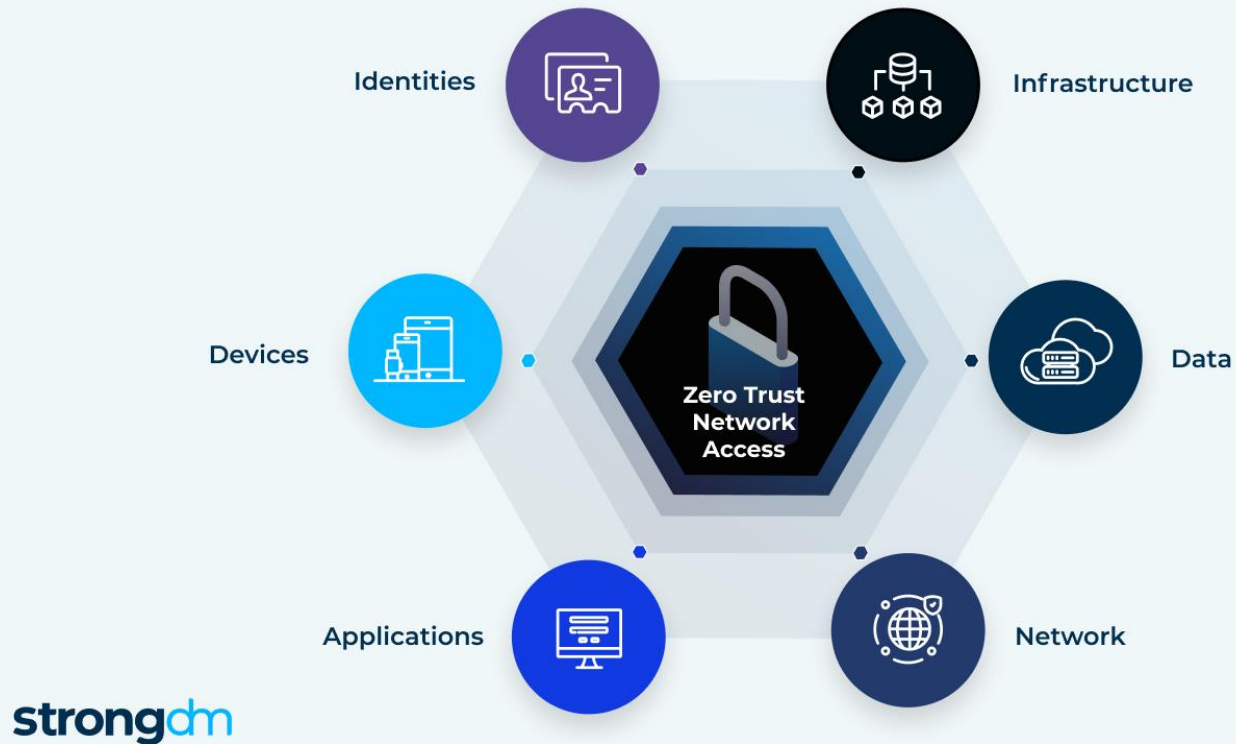 Identities
Infrastructure
Devices
Data
Zero Trust
Network
Access
Applications
Network
strongdm